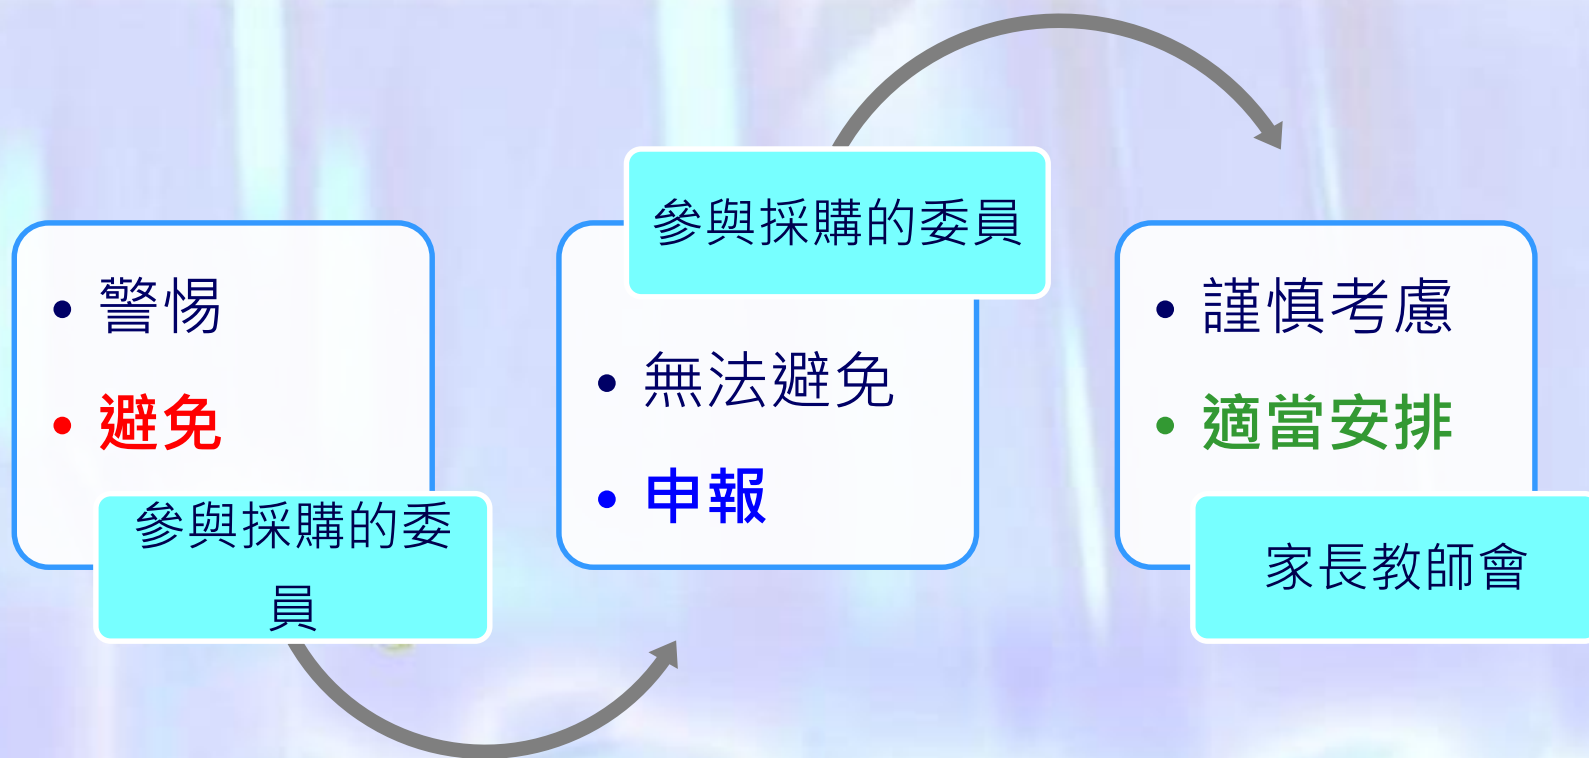 • 警惕
• 避免
參與採購的委
員
參與採購的委員
• 無法避免
• 申報
• 謹慎考慮
• 適當安排
家長教師會